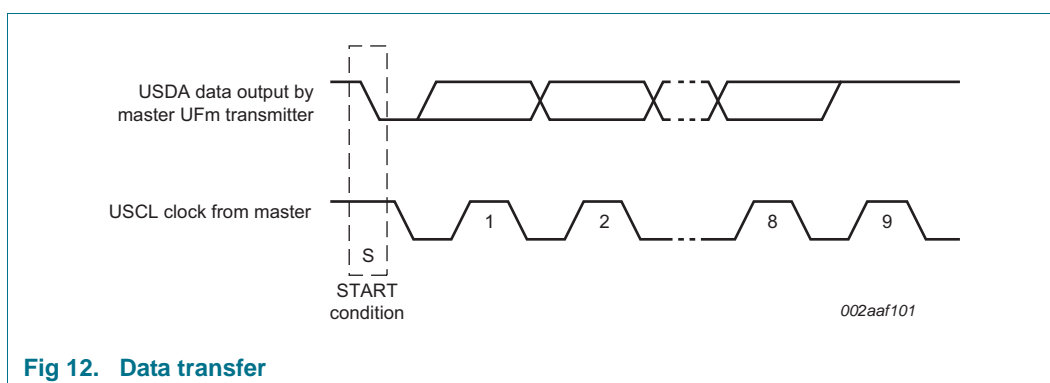 USDA data output by
master UFm transmitter
USCL clock from master
1
2
8
9
S
START
condition
002aaf101
Fig 12. Data transfer